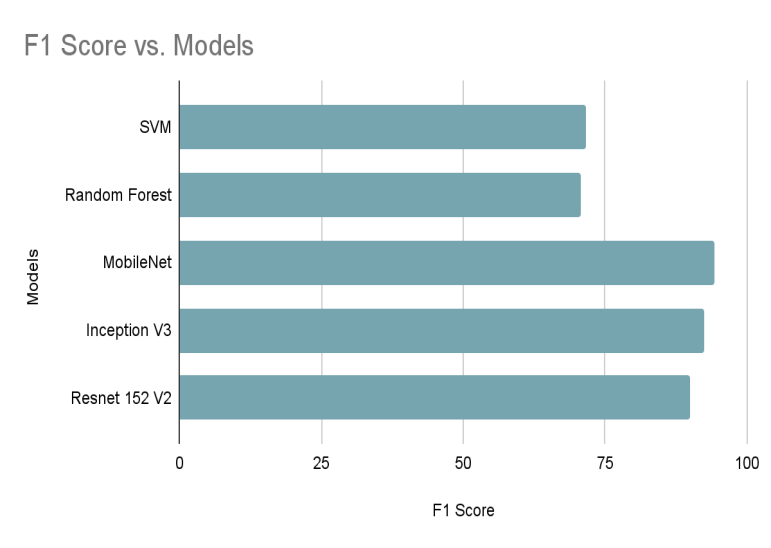 F1 Score vs. Models
SVM
Random Forest
MobileNet
Inception V3
Resnet 152 V2
Models
0 25 50 75 100
F1 Score